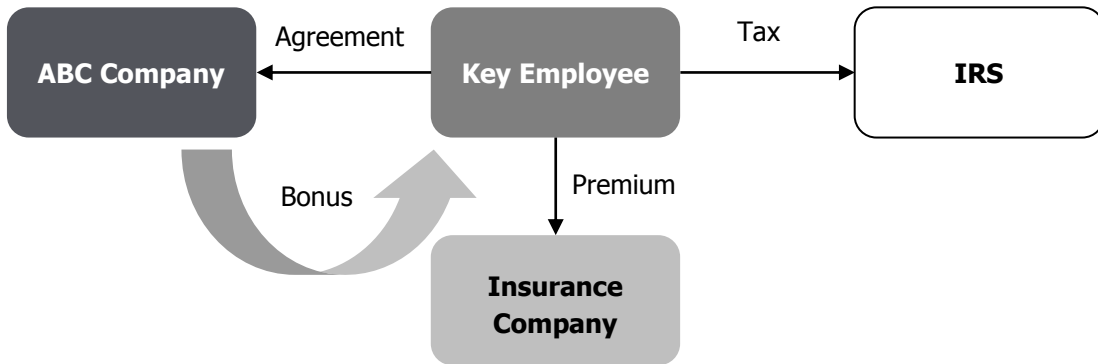 Agreement
Tax
ABC Company
Key Employee
IRS
Bonus
Premium
Insurance
Company